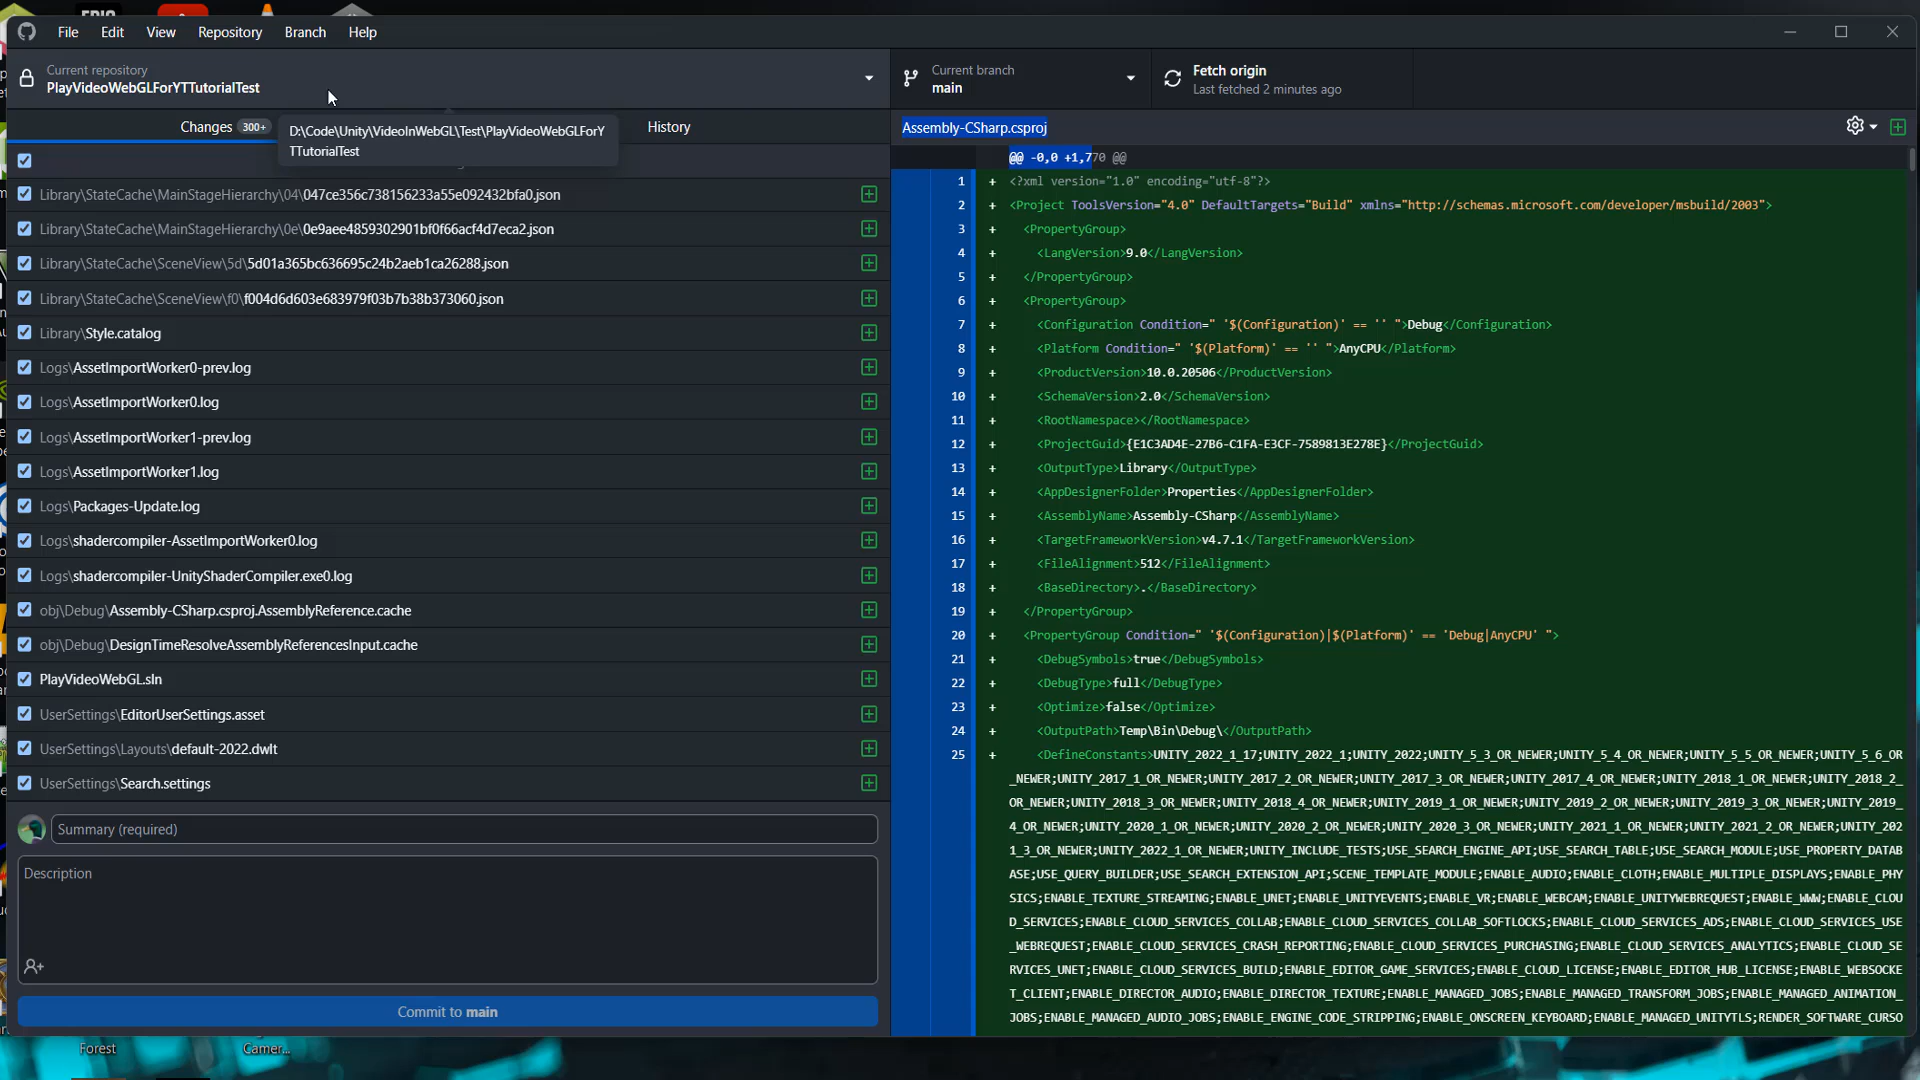 File Edit View Repository Branch Help
Current repository
PlayVideoWebGLForYTTutorialTest
Current branch
main
Fetch origin
Last fetched 2 minutes ago
Changes 300+
History
D:\Code\Unity\VideoInWebGL\Test\PlayVideoWebGLForY
TTutorialTest
Library\StateCache\MainStageHierarchy\04\047ce356c738156233a55e092432bfa0.json
Library\StateCache\MainStageHierarchy\0e\0e9aee4859302901bf0f66acf4d7eca2.json
Library\StateCache\SceneView\5d\5d01a365bc636695c24b2aeb1ca26288.json
Library\StateCache\SceneView\f0\f004d6d603e683979f03b7b38b373060.json
Library\Style.catalog
Logs\AssetImportWorker0-prev.log
Logs\AssetImportWorker0.log
Logs\AssetImportWorker1-prev.log
Logs\AssetImportWorker1.log
Logs\Packages-Update.log
Logs\shadercompiler-AssetImportWorker0.log
Logs\shadercompiler-UnityShaderCompiler.exe0.log
obj\Debug\Assembly-CSharp.csproj.AssemblyReference.cache
obj\Debug\DesignTimeResolveAssemblyReferencesInput.cache
PlayVideoWebGL.sln
UserSettings\EditorUserSettings.asset
UserSettings\Layouts\default-2022.dwlt
UserSettings\Search.settings
Summary (required)
Description
Commit to main
Assembly-CSharp.csproj
@@ -0,0 +1,770 @@
1 + <?xml version="1.0" encoding="utf-8"?>
2 + <Project ToolsVersion="4.0" DefaultTargets="Build" xmlns="http://schemas.microsoft.com/developer/msbuild/2003">
3 + <PropertyGroup>
4 + <LangVersion>9.0</LangVersion>
5 + </PropertyGroup>
6 + <PropertyGroup>
7 + <Configuration Condition=" '$(Configuration)' == '' ">Debug</Configuration>
8 + <Platform Condition=" '$(Platform)' == '' ">AnyCPU</Platform>
9 + <ProductVersion>10.0.20506</ProductVersion>
10 + <SchemaVersion>2.0</SchemaVersion>
11 + <RootNamespace></RootNamespace>
12 + <ProjectGuid>{E1C3AD4E-27B6-C1FA-E3CF-7589813E278E}</ProjectGuid>
13 + <OutputType>Library</OutputType>
14 + <AppDesignerFolder>Properties</AppDesignerFolder>
15 + <AssemblyName>Assembly-CSharp</AssemblyName>
16 + <TargetFrameworkVersion>v4.7.1</TargetFrameworkVersion>
17 + <FileAlignment>512</FileAlignment>
18 + <BaseDirectory>.</BaseDirectory>
19 + </PropertyGroup>
20 + <PropertyGroup Condition=" '$(Configuration)|$(Platform)' == 'Debug|AnyCPU' ">
21 + <DebugSymbols>true</DebugSymbols>
22 + <DebugType>full</DebugType>
23 + <Optimize>false</Optimize>
24 + <OutputPath>Temp\Bin\Debug\</OutputPath>
25 + <DefineConstants>UNITY_2022_1_17;UNITY_2022_1;UNITY_2022;UNITY_5_3_OR_NEWER;UNITY_5_4_OR_NEWER;UNITY_5_5_OR_NEWER;UNITY_5_6_OR
_NEWER;UNITY_2017_1_OR_NEWER;UNITY_2017_2_OR_NEWER;UNITY_2017_3_OR_NEWER;UNITY_2017_4_OR_NEWER;UNITY_2018_1_OR_NEWER;UNITY_2018_2_
OR_NEWER;UNITY_2018_3_OR_NEWER;UNITY_2018_4_OR_NEWER;UNITY_2019_1_OR_NEWER;UNITY_2019_2_OR_NEWER;UNITY_2019_3_OR_NEWER;UNITY_2019_
4_OR_NEWER;UNITY_2020_1_OR_NEWER;UNITY_2020_2_OR_NEWER;UNITY_2020_3_OR_NEWER;UNITY_2021_1_OR_NEWER;UNITY_2021_2_OR_NEWER;UNITY_202
1_3_OR_NEWER;UNITY_2022_1_OR_NEWER;UNITY_INCLUDE_TESTS;USE_SEARCH_ENGINE_API;USE_SEARCH_TABLE;USE_SEARCH_MODULE;USE_PROPERTY_DATAB
ASE;USE_QUERY_BUILDER;USE_SEARCH_EXTENSION_API;SCENE_TEMPLATE_MODULE;ENABLE_AUDIO;ENABLE_CLOTH;ENABLE_MULTIPLE_DISPLAYS;ENABLE_PHY
SICS;ENABLE_TEXTURE_STREAMING;ENABLE_UNET;ENABLE_UNITYEVENTS;ENABLE_VR;ENABLE_WEBCAM;ENABLE_UNITYWEBREQUEST;ENABLE_WWW;ENABLE_CLOU
D_SERVICES;ENABLE_CLOUD_SERVICES_COLLAB;ENABLE_CLOUD_SERVICES_COLLAB_SOFTLOCKS;ENABLE_CLOUD_SERVICES_ADS;ENABLE_CLOUD_SERVICES_USE
_WEBREQUEST;ENABLE_CLOUD_SERVICES_CRASH_REPORTING;ENABLE_CLOUD_SERVICES_PURCHASING;ENABLE_CLOUD_SERVICES_ANALYTICS;ENABLE_CLOUD_SE
RVICES_UNET;ENABLE_CLOUD_SERVICES_BUILD;ENABLE_EDITOR_GAME_SERVICES;ENABLE_CLOUD_LICENSE;ENABLE_EDITOR_HUB_LICENSE;ENABLE_WEBSOCKE
T_CLIENT;ENABLE_DIRECTOR_AUDIO;ENABLE_DIRECTOR_TEXTURE;ENABLE_MANAGED_JOBS;ENABLE_MANAGED_TRANSFORM_JOBS;ENABLE_MANAGED_ANIMATION_
JOBS;ENABLE_MANAGED_AUDIO_JOBS;ENABLE_ENGINE_CODE_STRIPPING;ENABLE_ONSCREEN_KEYBOARD;ENABLE_MANAGED_UNITYTLS;RENDER_SOFTWARE_CURSO
Forest
Gamer...